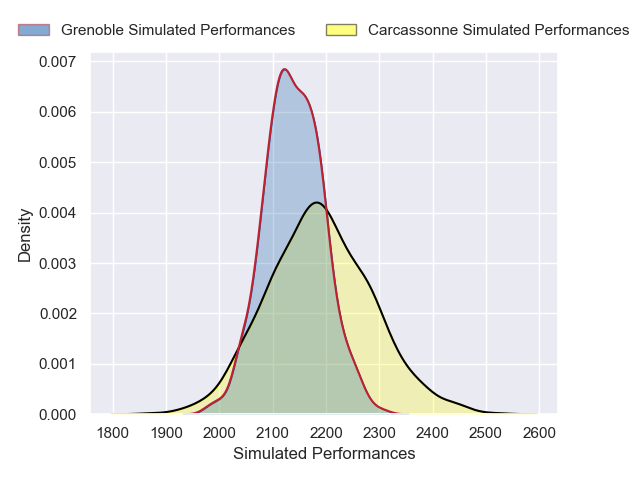 Grenoble Simulated Performances
Carcassonne Simulated Performances
0.007
0.006
0.005
0.004
0.003
0.002
0.001
0.000
Density
1800 1900 2000 2100 2200 2300 2400 2500 2600
Simulated Performances